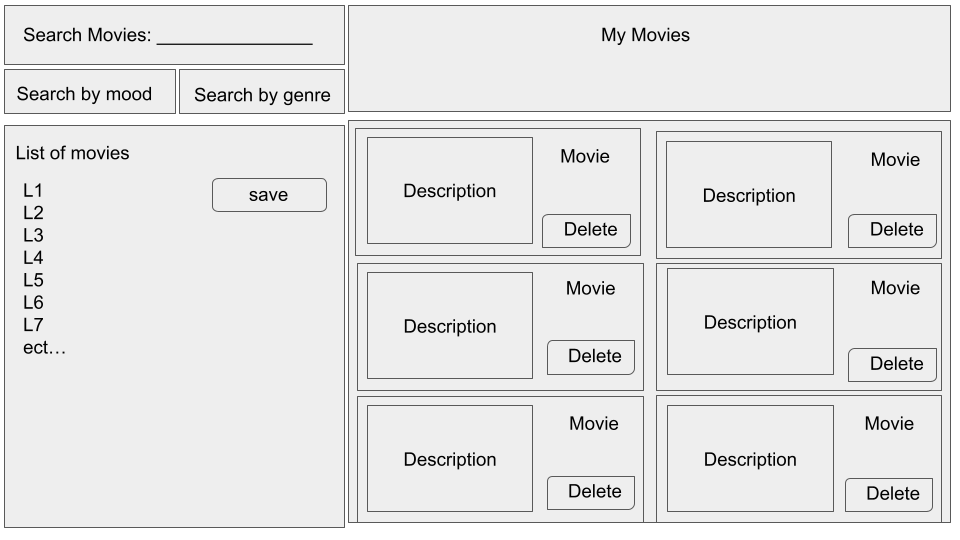 Search Movies: ________________
Search by mood
Search by genre
List of movies
L1
save
L2
L3
L4
L5
L6
L7
ect…
My Movies
Description
Movie
Delete
Description
Movie
Delete
Description
Movie
Delete
Description
Movie
Delete
Description
Movie
Delete
Description
Movie
Delete